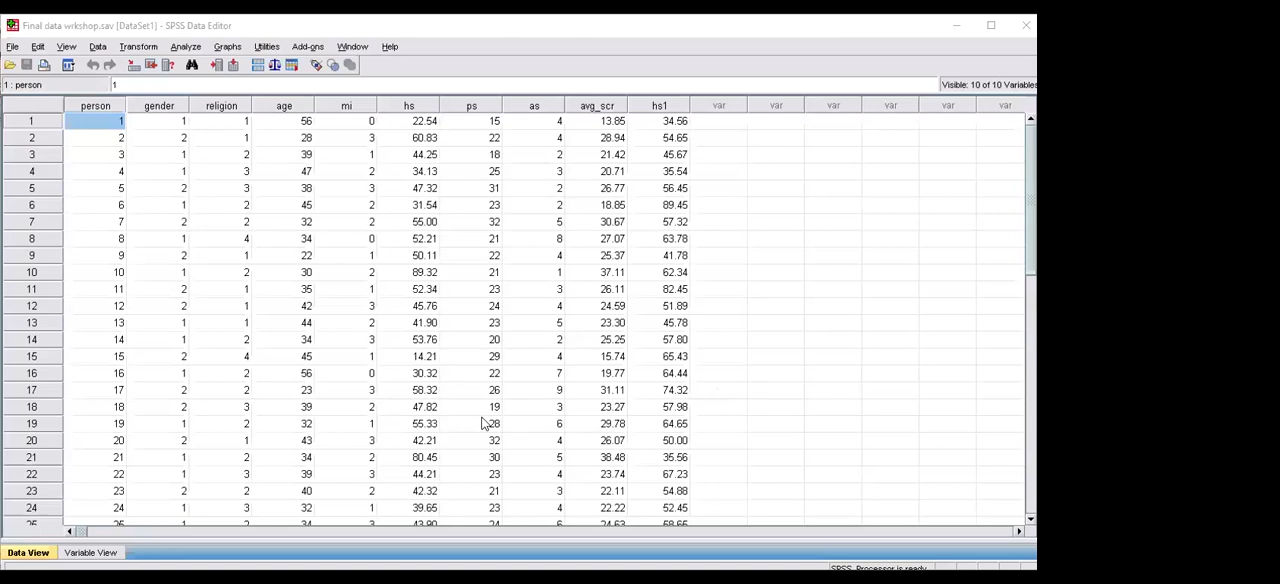 Final data wrkshop.sav [DataSet1] - SPSS Data Editor
File Edit View Data Transform Analyze Graphs Utilities Add-ons Window Help
1 : person 1 Visible: 10 of 10 Variables
person gender religion age mi hs ps as avg_scr hs1 var var var var var var
1 1 1 1 56 0 22.54 15 4 13.85 34.56
2 2 2 1 28 3 60.83 22 4 28.94 54.65
3 3 1 2 39 1 44.25 18 2 21.42 45.67
4 4 1 3 47 2 34.13 25 3 20.71 35.54
5 5 2 3 38 3 47.32 31 2 26.77 56.45
6 6 1 2 45 2 31.54 23 2 18.85 89.45
7 7 2 2 32 2 55.00 32 5 30.67 57.32
8 8 1 4 34 0 52.21 21 8 27.07 63.78
9 9 2 1 22 1 50.11 22 4 25.37 41.78
10 10 1 2 30 2 89.32 21 1 37.11 62.34
11 11 2 1 35 1 52.34 23 3 26.11 82.45
12 12 2 1 42 3 45.76 24 4 24.59 51.89
13 13 1 1 44 2 41.90 23 5 23.30 45.78
14 14 1 2 34 3 53.76 20 2 25.25 57.80
15 15 2 4 45 1 14.21 29 4 15.74 65.43
16 16 1 2 56 0 30.32 22 7 19.77 64.44
17 17 2 2 23 3 58.32 26 9 31.11 74.32
18 18 2 3 39 2 47.82 19 3 23.27 57.98
19 19 1 2 32 1 55.33 28 6 29.78 64.65
20 20 2 1 43 3 42.21 32 4 26.07 50.00
21 21 1 2 34 2 80.45 30 5 38.48 35.56
22 22 1 3 39 3 44.21 23 4 23.74 67.23
23 23 2 2 40 2 42.32 21 3 22.11 54.88
24 24 1 3 32 1 39.65 23 4 22.22 52.45
25 25 1 2 34 3 43.90 24 6 24.63 58.65
Data View Variable View
SPSS Processor is ready